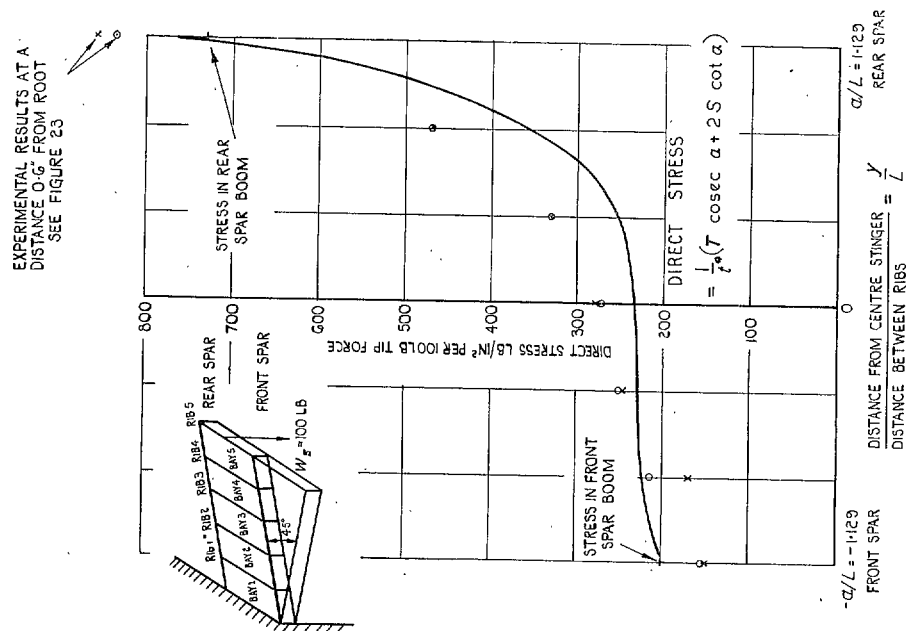 EXPERIMENTAL RESULTS AT A
DISTANCE 0·6" FROM ROOT
SEE FIGURE 23
800
700
600
500
400
300
200
100
0
DIRECT STRESS LB/IN² PER 100LB TIP FORCE
STRESS IN REAR
SPAR BOOM
STRESS IN FRONT
SPAR BOOM
DIRECT STRESS
= 1/t (T cosec α + 2 S cot α)
RIB 1
RIB 2
RIB 3
RIB 4
RIB 5
REAR SPAR
FRONT SPAR
BAY 1
BAY 2
BAY 3
BAY 4
BAY 5
45°
W₅ = 100 LB
-a/L = -1·129
FRONT SPAR
a/L = 1·129
REAR SPAR
DISTANCE FROM CENTRE STINGER
DISTANCE BETWEEN RIBS
= y/L